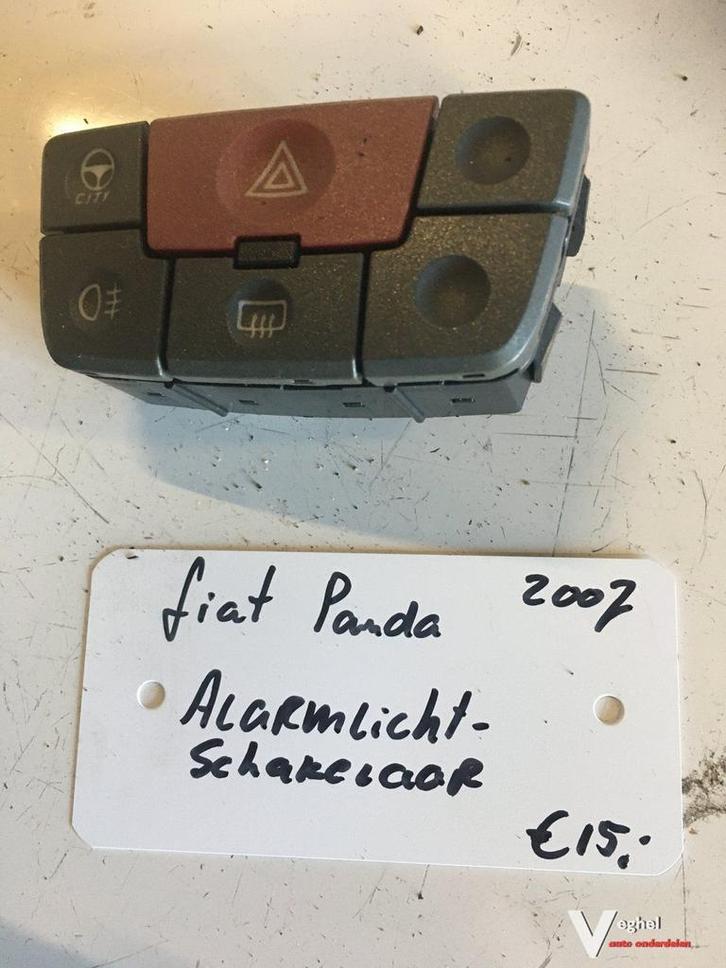 CITY
fiat Panda 2007
Alarmlicht-
Schakelaar
€15,-
Veghel
auto onderdelen